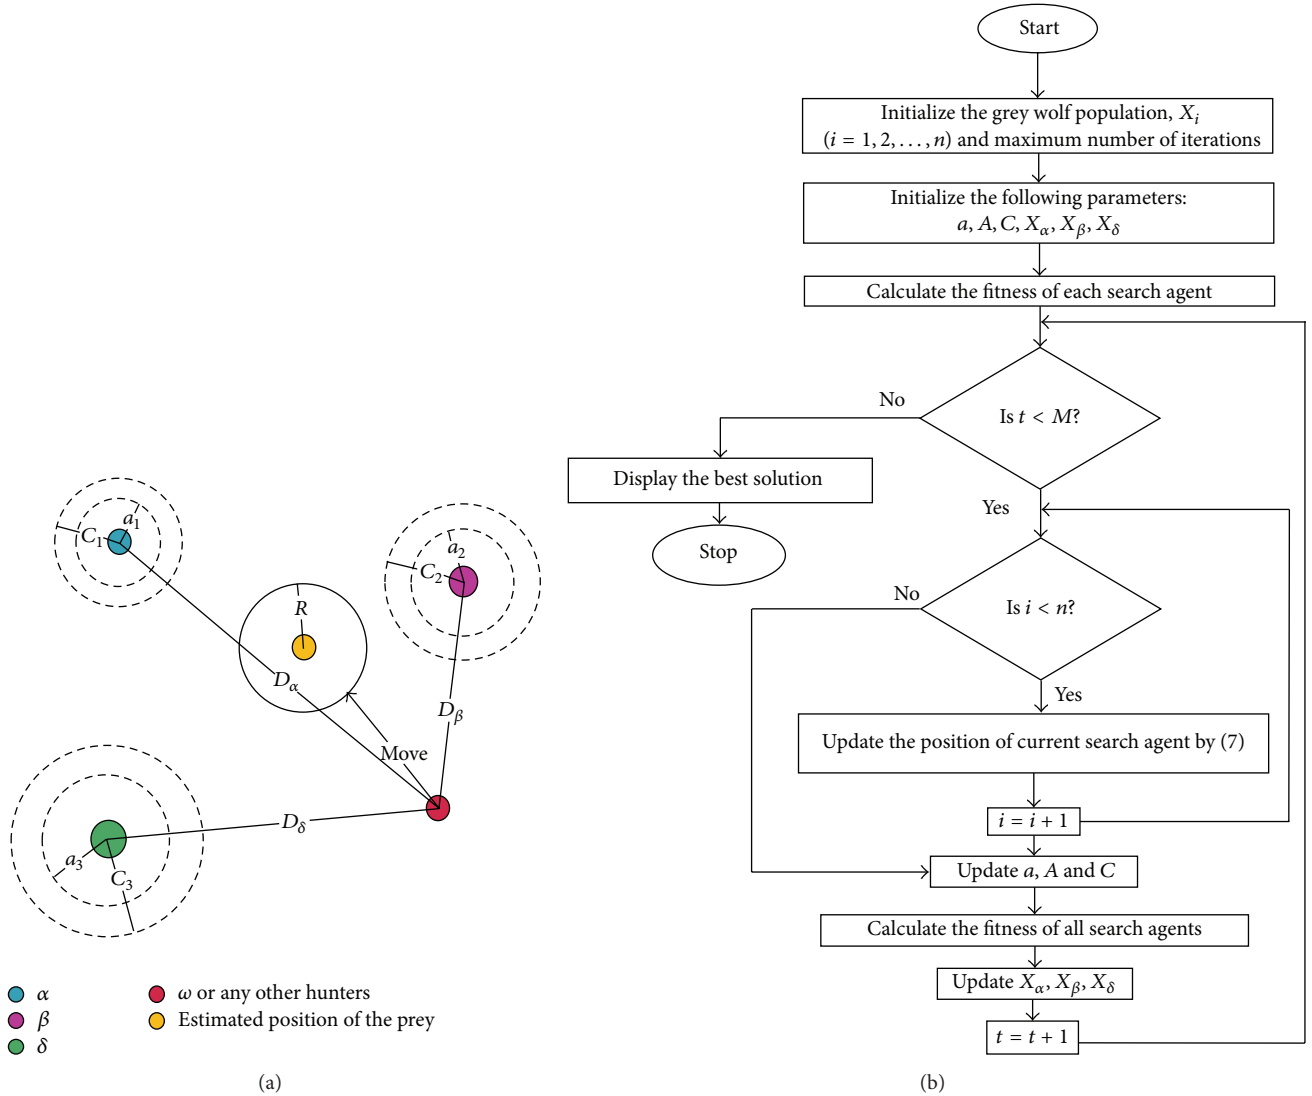 a₁
C₁
a₂
C₂
R
Dα
Dβ
Move
Dδ
a₃
C₃
α
β
δ
ω or any other hunters
Estimated position of the prey
(a)
Start
Initialize the grey wolf population, Xᵢ
(i = 1, 2, . . . , n) and maximum number of iterations
Initialize the following parameters:
a, A, C, Xα, Xβ, Xδ
Calculate the fitness of each search agent
Is t < M?
No
Display the best solution
Stop
Yes
Is i < n?
No
Yes
Update the position of current search agent by (7)
i = i + 1
Update a, A and C
Calculate the fitness of all search agents
Update Xα, Xβ, Xδ
t = t + 1
(b)